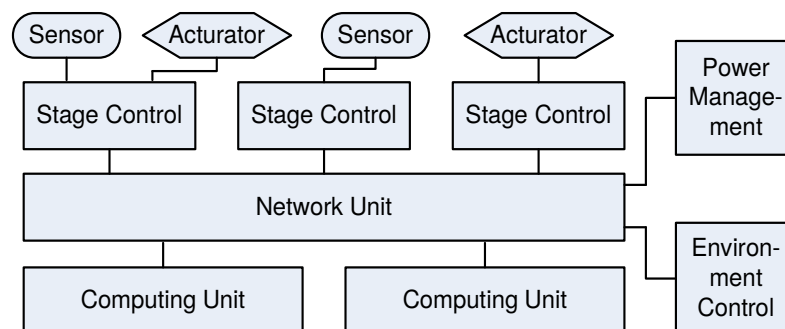 Sensor
Acturator
Sensor
Acturator
Stage Control
Stage Control
Stage Control
Power
Manage-
ment
Network Unit
Computing Unit
Computing Unit
Environ-
ment
Control